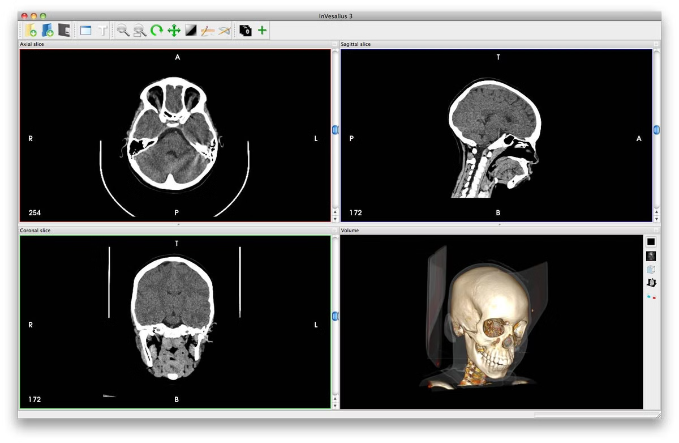 InVesalius 3
Axial slice
A
R
L
254
P
Sagittal slice
T
P
A
172
B
Coronal slice
T
R
L
172
B
Volume